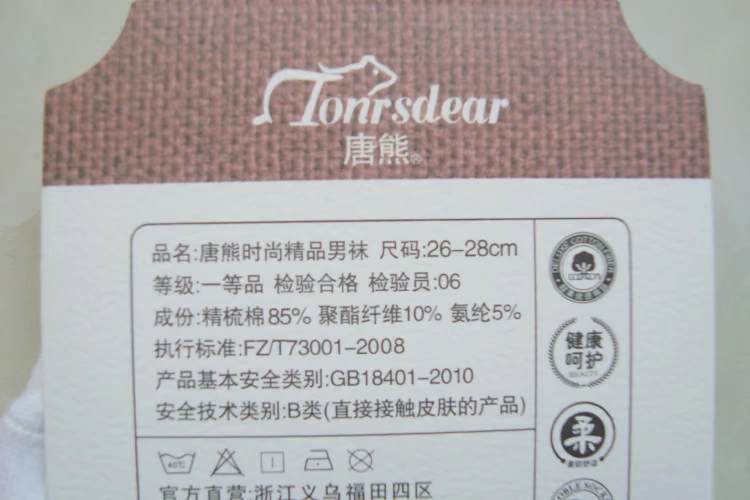 Tonrsdear
唐熊®
品名:唐熊时尚精品男袜 尺码:26-28cm
等级:一等品 检验合格 检验员:06
成份:精梳棉85% 聚酯纤维10% 氨纶5%
执行标准:FZ/T73001-2008
产品基本安全类别:GB18401-2010
安全技术类别:B类(直接接触皮肤的产品)
40℃
官方直营:浙江义乌福田四区
COTTON
健康
呵护
HEALTHY
柔